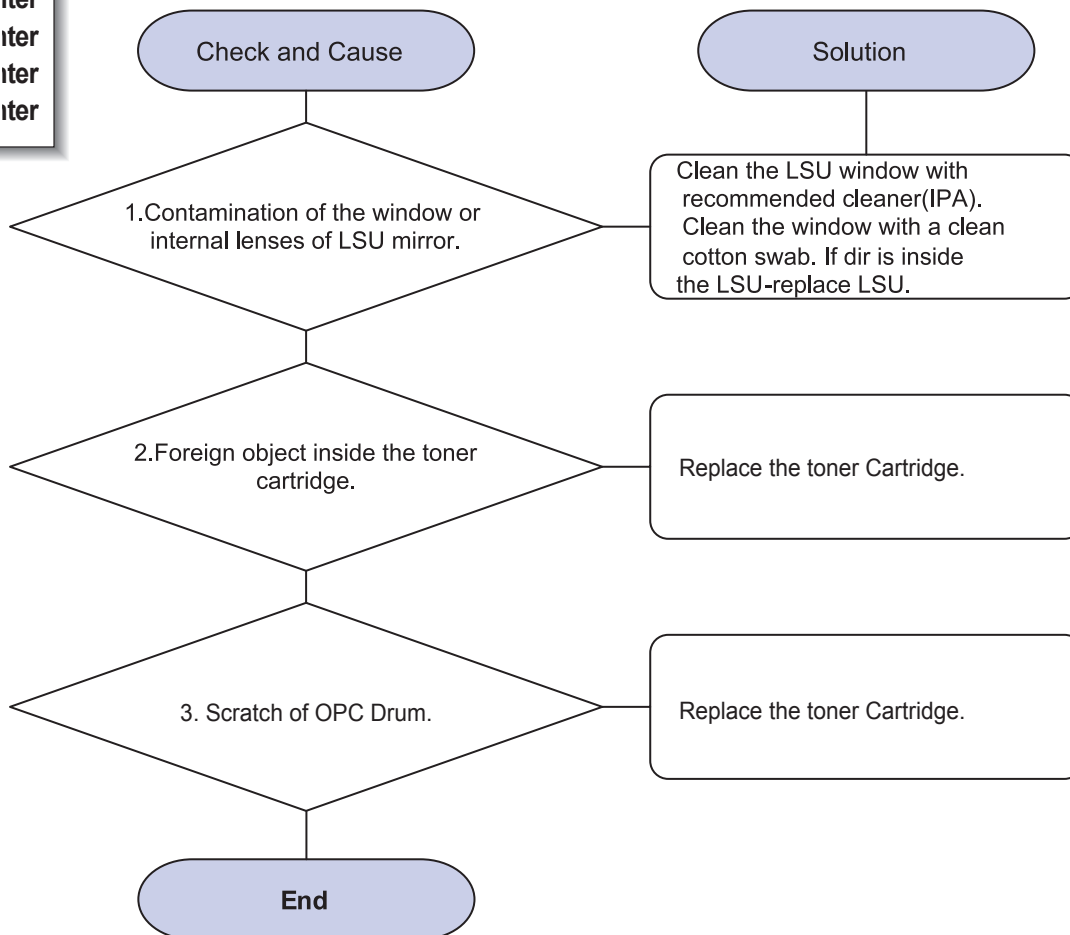 Check and Cause
Solution
1.Contamination of the window or
internal lenses of LSU mirror.
Clean the LSU window with
recommended cleaner(IPA).
Clean the window with a clean
cotton swab. If dir is inside
the LSU-replace LSU.
2.Foreign object inside the toner
cartridge.
Replace the toner Cartridge.
3. Scratch of OPC Drum.
Replace the toner Cartridge.
End